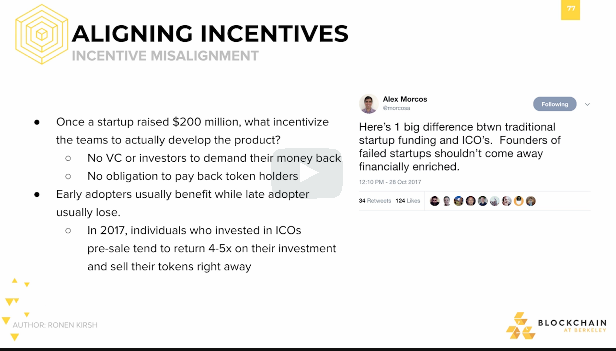 77
ALIGNING INCENTIVES
INCENTIVE MISALIGNMENT
● Once a startup raised $200 million, what incentivize
the teams to actually develop the product?
○ No VC or investors to demand their money back
○ No obligation to pay back token holders
● Early adopters usually benefit while late adopter
usually lose.
○ In 2017, individuals who invested in ICOs
pre-sale tend to return 4-5x on their investment
and sell their tokens right away
Alex Morcos
@morcosa
Following
Here's 1 big difference btwn traditional
startup funding and ICO's. Founders of
failed startups shouldn't come away
financially enriched.
12:10 PM - 26 Oct 2017
34 Retweets 124 Likes
AUTHOR: RONEN KIRSH
BLOCKCHAIN
AT BERKELEY